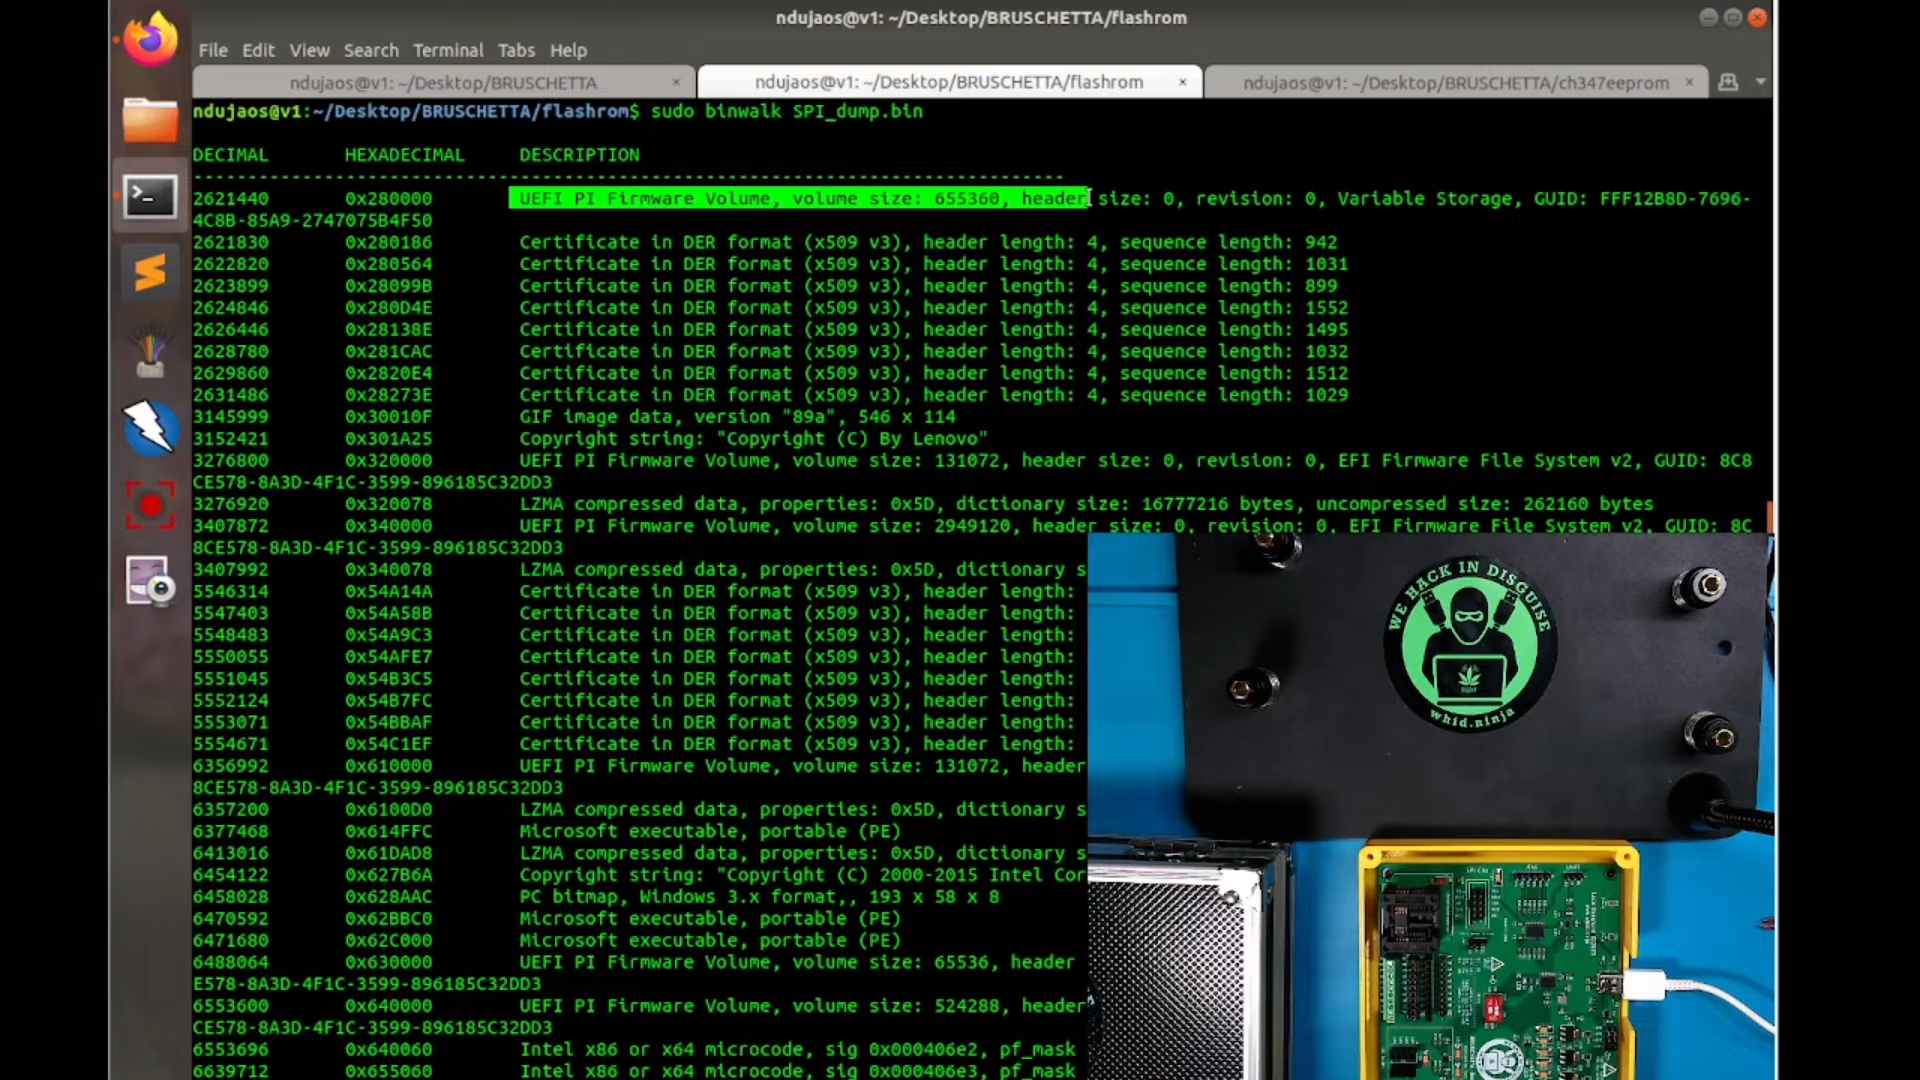 ndujaos@v1: ~/Desktop/BRUSCHETTA/flashrom
File Edit View Search Terminal Tabs Help
ndujaos@v1: ~/Desktop/BRUSCHETTA × ndujaos@v1: ~/Desktop/BRUSCHETTA/flashrom × ndujaos@v1: ~/Desktop/BRUSCHETTA/ch347eeprom ×
ndujaos@v1:~/Desktop/BRUSCHETTA/flashrom$ sudo binwalk SPI_dump.bin
DECIMAL HEXADECIMAL DESCRIPTION
--------------------------------------------------------------------------------
2621440 0x280000 UEFI PI Firmware Volume, volume size: 655360, header size: 0, revision: 0, Variable Storage, GUID: FFF12B8D-7696-
4C8B-85A9-2747075B4F50
2621830 0x280186 Certificate in DER format (x509 v3), header length: 4, sequence length: 942
2622820 0x280564 Certificate in DER format (x509 v3), header length: 4, sequence length: 1031
2623899 0x28099B Certificate in DER format (x509 v3), header length: 4, sequence length: 899
2624846 0x280D4E Certificate in DER format (x509 v3), header length: 4, sequence length: 1552
2626446 0x28138E Certificate in DER format (x509 v3), header length: 4, sequence length: 1495
2628780 0x281CAC Certificate in DER format (x509 v3), header length: 4, sequence length: 1032
2629860 0x2820E4 Certificate in DER format (x509 v3), header length: 4, sequence length: 1512
2631486 0x28273E Certificate in DER format (x509 v3), header length: 4, sequence length: 1029
3145999 0x30010F GIF image data, version "89a", 546 x 114
3152421 0x301A25 Copyright string: "Copyright (C) By Lenovo"
3276800 0x320000 UEFI PI Firmware Volume, volume size: 131072, header size: 0, revision: 0, EFI Firmware File System v2, GUID: 8C8
CE578-8A3D-4F1C-3599-896185C32DD3
3276920 0x320078 LZMA compressed data, properties: 0x5D, dictionary size: 16777216 bytes, uncompressed size: 262160 bytes
3407872 0x340000 UEFI PI Firmware Volume, volume size: 2949120, header size: 0, revision: 0, EFI Firmware File System v2, GUID: 8C
8CE578-8A3D-4F1C-3599-896185C32DD3
3407992 0x340078 LZMA compressed data, properties: 0x5D, dictionary s
5546314 0x54A14A Certificate in DER format (x509 v3), header length:
5547403 0x54A58B Certificate in DER format (x509 v3), header length:
5548483 0x54A9C3 Certificate in DER format (x509 v3), header length:
5550055 0x54AFE7 Certificate in DER format (x509 v3), header length:
5551045 0x54B3C5 Certificate in DER format (x509 v3), header length:
5552124 0x54B7FC Certificate in DER format (x509 v3), header length:
5553071 0x54BBAF Certificate in DER format (x509 v3), header length:
5554671 0x54C1EF Certificate in DER format (x509 v3), header length:
6356992 0x610000 UEFI PI Firmware Volume, volume size: 131072, header
8CE578-8A3D-4F1C-3599-896185C32DD3
6357200 0x6100D0 LZMA compressed data, properties: 0x5D, dictionary s
6377468 0x614FFC Microsoft executable, portable (PE)
6413016 0x61DAD8 LZMA compressed data, properties: 0x5D, dictionary s
6454122 0x627B6A Copyright string: "Copyright (C) 2000-2015 Intel Cor
6458028 0x628AAC PC bitmap, Windows 3.x format,, 193 x 58 x 8
6470592 0x62BBC0 Microsoft executable, portable (PE)
6471680 0x62C000 Microsoft executable, portable (PE)
6488064 0x630000 UEFI PI Firmware Volume, volume size: 65536, header
E578-8A3D-4F1C-3599-896185C32DD3
6553600 0x640000 UEFI PI Firmware Volume, volume size: 524288, header
CE578-8A3D-4F1C-3599-896185C32DD3
6553696 0x640060 Intel x86 or x64 microcode, sig 0x000406e2, pf_mask
6639712 0x655060 Intel x86 or x64 microcode, sig 0x000406e3, pf_mask
WE HACK IN DISGUISE
whid.ninja